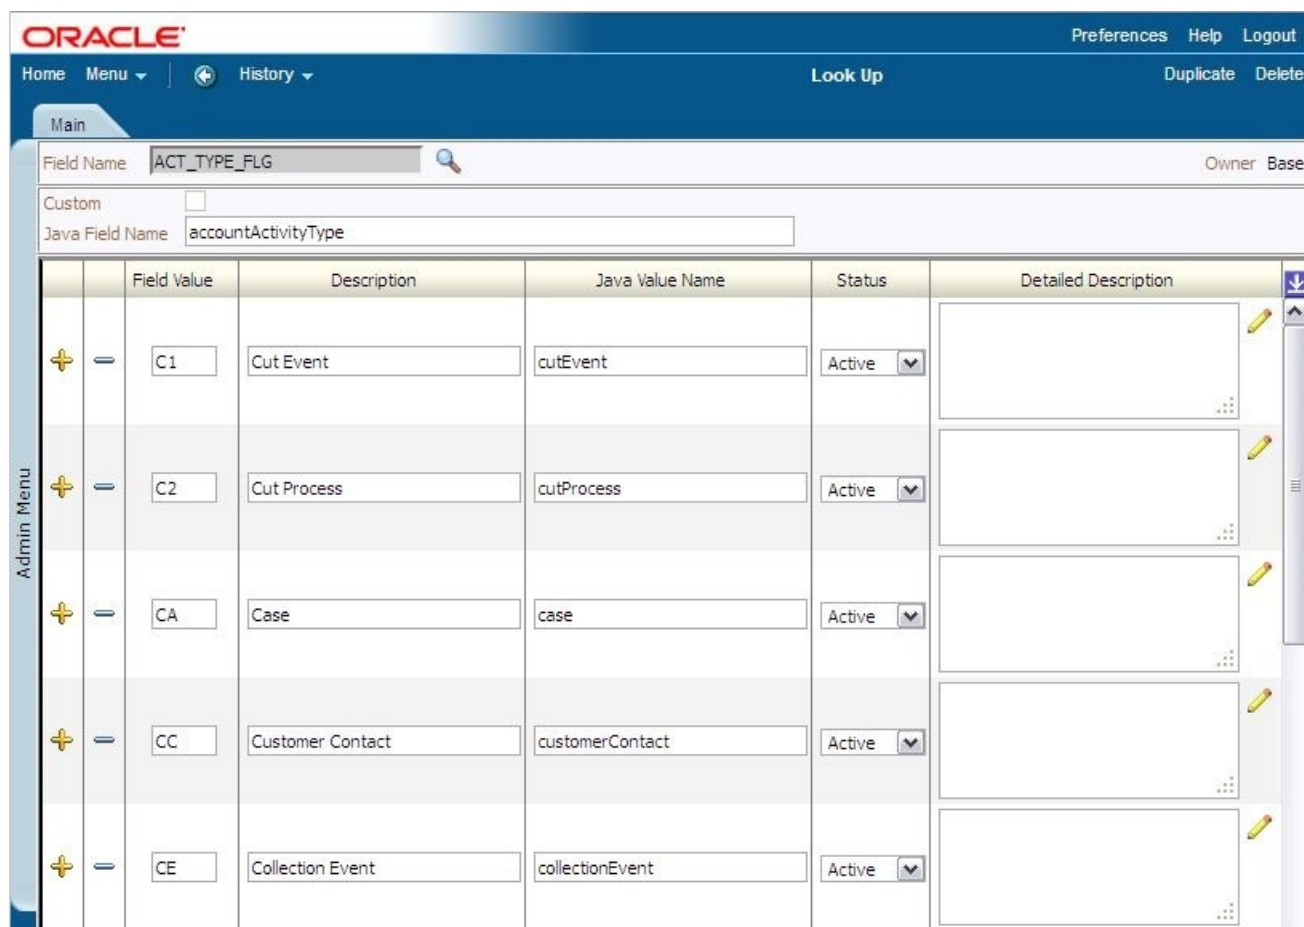 ORACLE
Preferences Help Logout
Home Menu History Look Up Duplicate Delete
Main
Field Name ACT_TYPE_FLG Owner Base
Custom
Java Field Name accountActivityType
Field Value Description Java Value Name Status Detailed Description
C1 Cut Event cutEvent Active
C2 Cut Process cutProcess Active
CA Case case Active
CC Customer Contact customerContact Active
CE Collection Event collectionEvent Active
Admin Menu